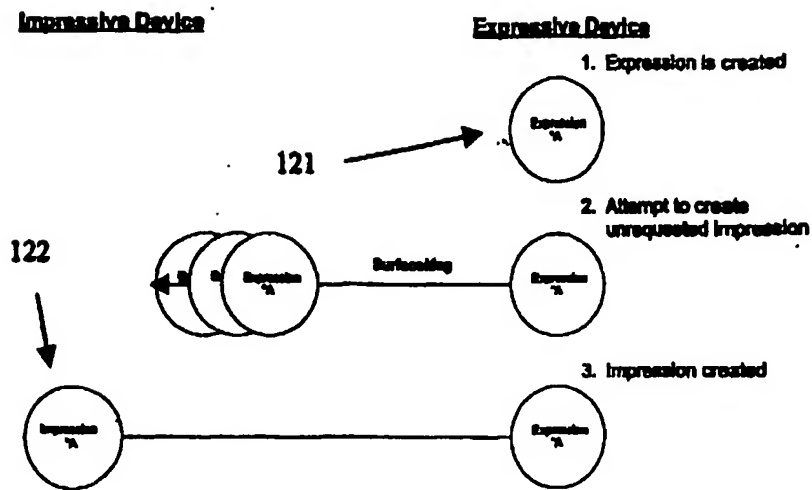 Impressive Device
Expressive Device
1. Expression is created
Expression
"A
121
2. Attempt to create
unrequested impression
122
Expression
"A
Expression
"A
3. Impression created
Impression
"A
Expression
"A